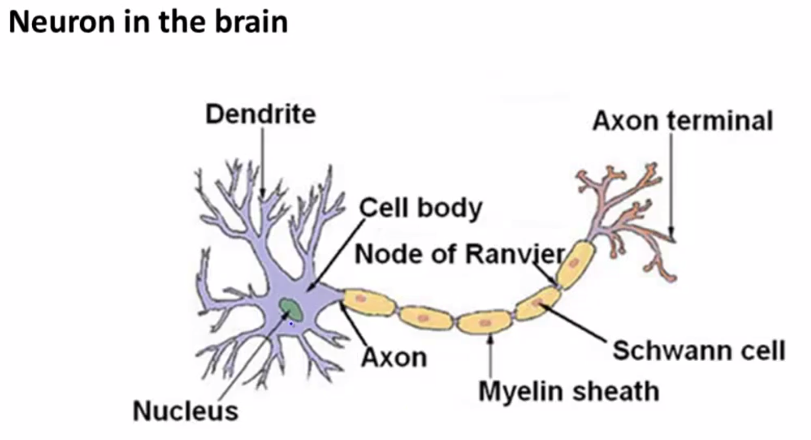 Neuron in the brain
Dendrite
Axon terminal
Cell body
Node of Ranvier
Axon
Schwann cell
Myelin sheath
Nucleus